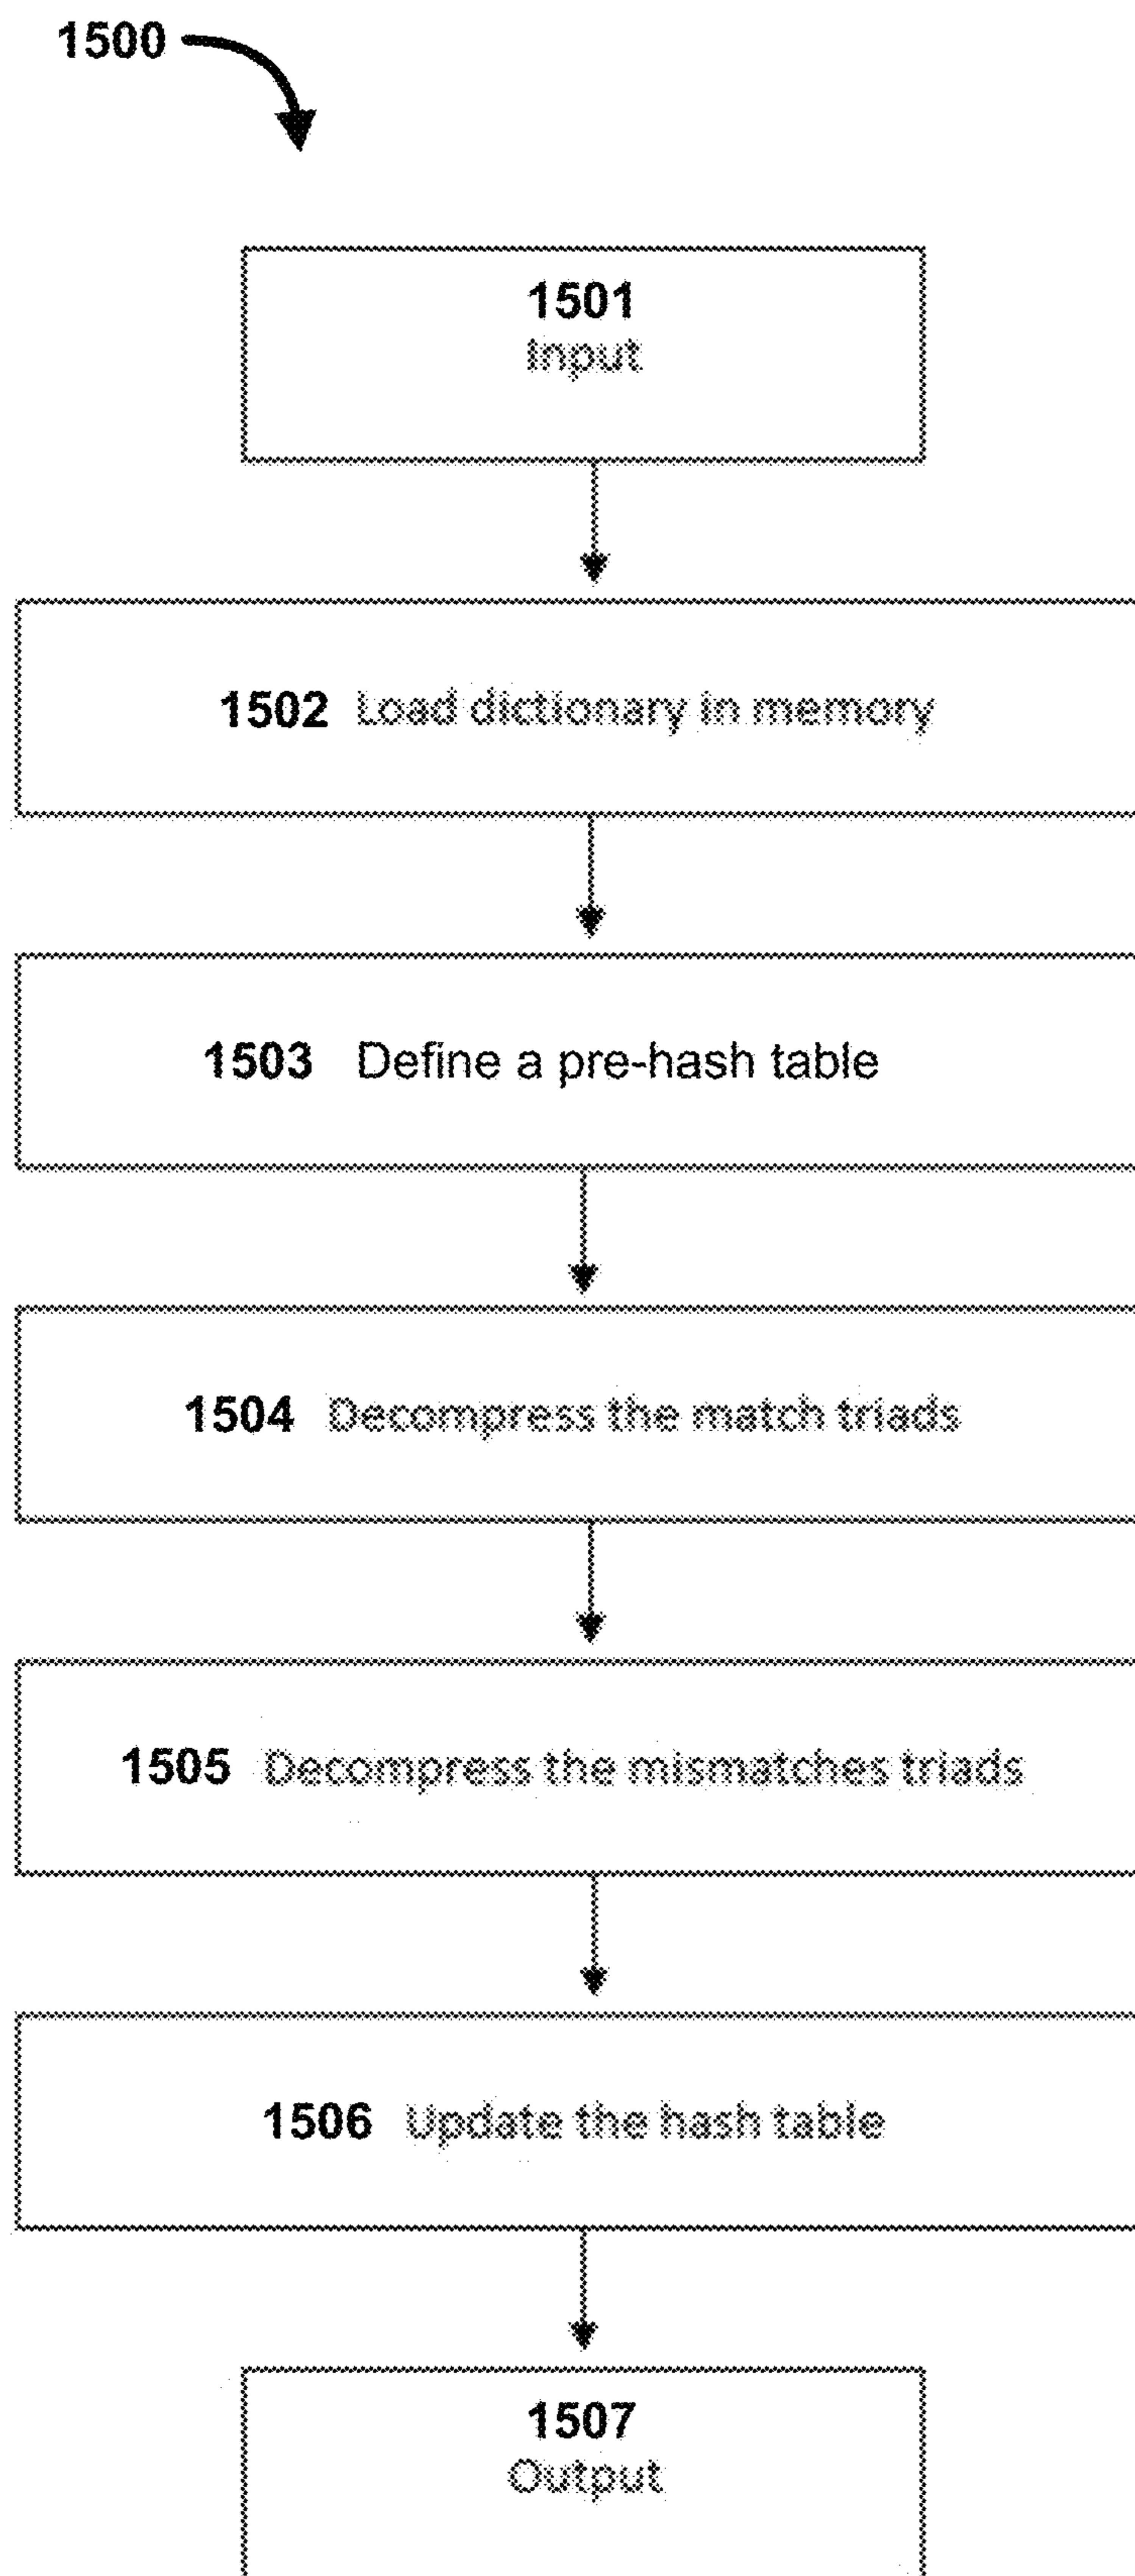 1500
1501
Input
1502 Load dictionary in memory
1503 Define a pre-hash table
1504 Decompress the match triads
1505 Decompress the mismatches triads
1506 Update the hash table
1507
Output